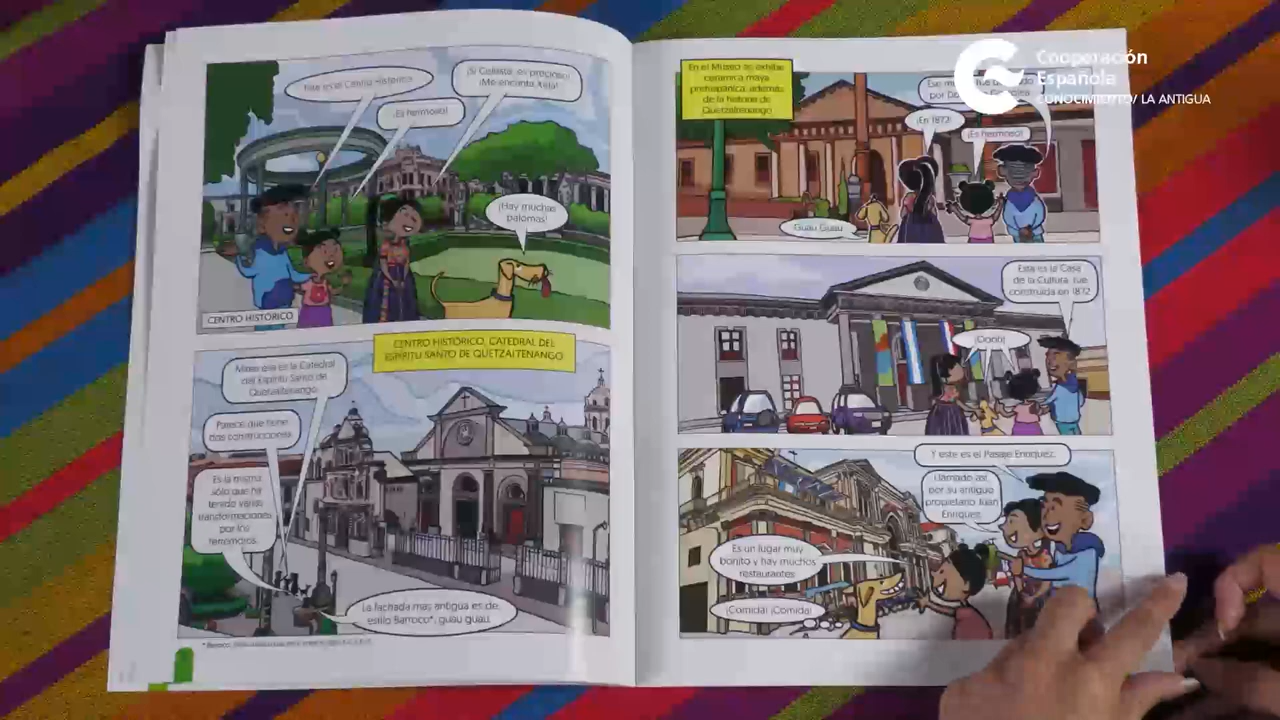 Este es el Centro Histórico.
¡Es hermoso!
¡Sí Celeste, es precioso!
¡Me encanta Xela!
¡Hay muchas
palomas!
CENTRO HISTÓRICO
CENTRO HISTÓRICO, CATEDRAL DEL
ESPÍRITU SANTO DE QUETZALTENANGO
Miren esa es la Catedral
del Espíritu Santo de
Quetzaltenango.
Parece que tiene
dos construcciones.
Es la misma,
sólo que ha
tenido varias
transformaciones
por los
terremotos.
La fachada más antigua es de
estilo Barroco*, guau guau.
* Barroco:
En el Museo se exhibe
cerámica maya
prehispánica, además
de la historia de
Quetzaltenango
¡En 1872!
¡Es hermoso!
Guau Guau
Esta es la Casa
de la Cultura, fue
construida en 1872
¡Oooh!
Y este es el Pasaje Enríquez.
Llamado así
por su antiguo
propietario Juan
Enríquez.
Es un lugar muy
bonito y hay muchos
restaurantes
¡Comida! ¡Comida!
Cooperación
Española
CONOCIMIENTO/ LA ANTIGUA